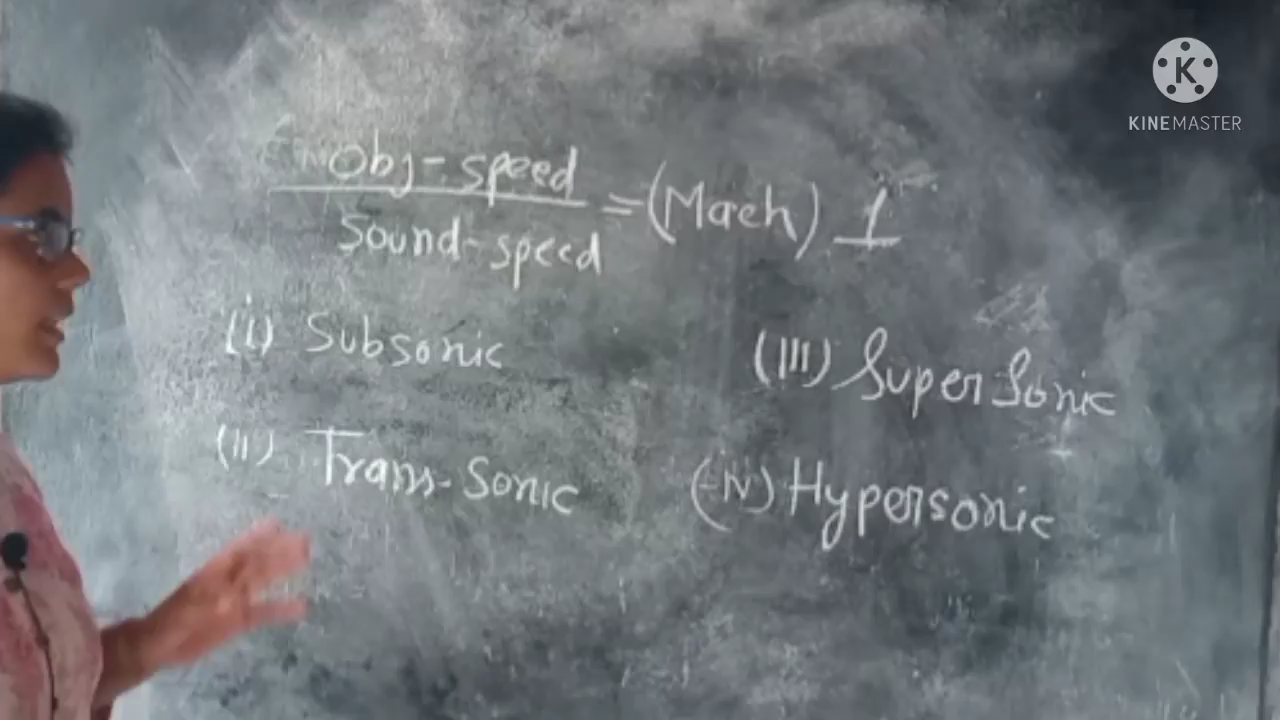 Obj-speed
Sound-speed
=(Mach) 1
(i) Subsonic
(ii) Trans-Sonic
(III) SuperSonic
(iv) Hypersonic
KINEMASTER